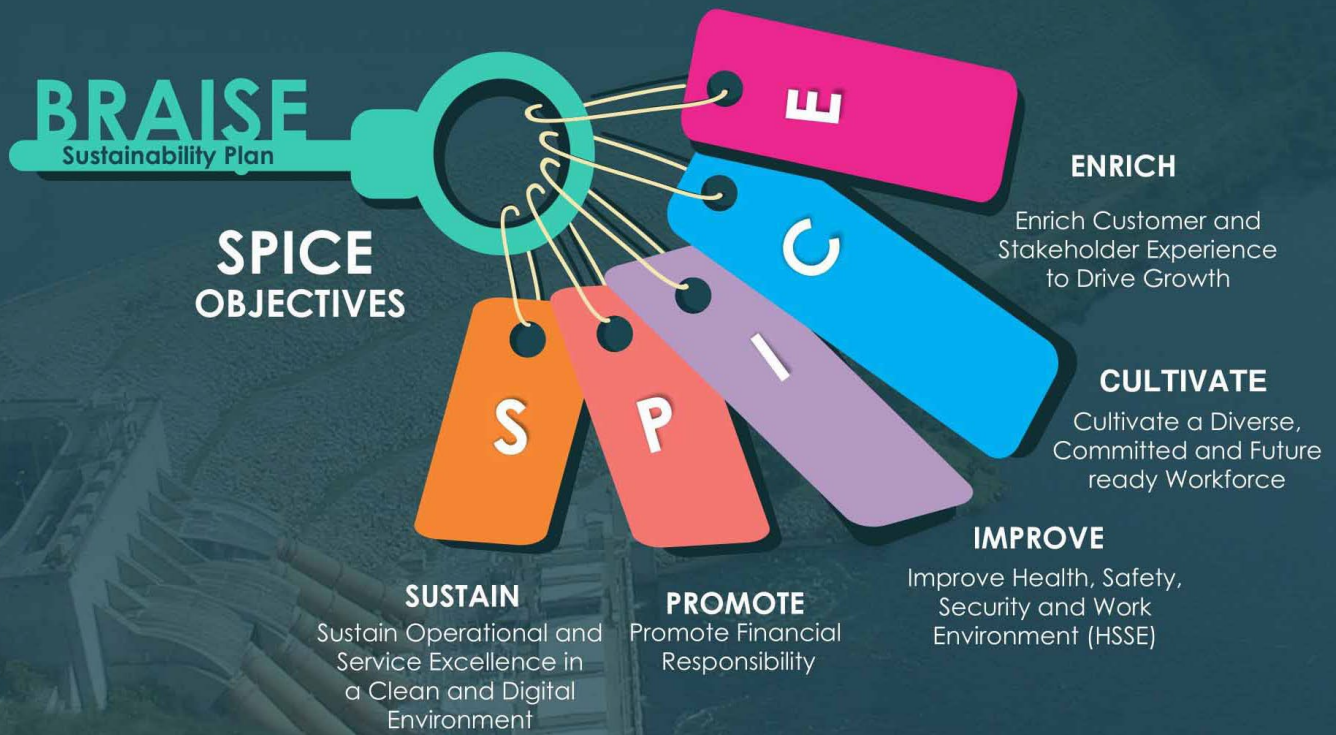 BRAISE
Sustainability Plan
SPICE
OBJECTIVES
S
P
I
C
E
SUSTAIN
Sustain Operational and
Service Excellence in
a Clean and Digital
Environment
PROMOTE
Promote Financial
Responsibility
IMPROVE
Improve Health, Safety,
Security and Work
Environment (HSSE)
CULTIVATE
Cultivate a Diverse,
Committed and Future
ready Workforce
ENRICH
Enrich Customer and
Stakeholder Experience
to Drive Growth